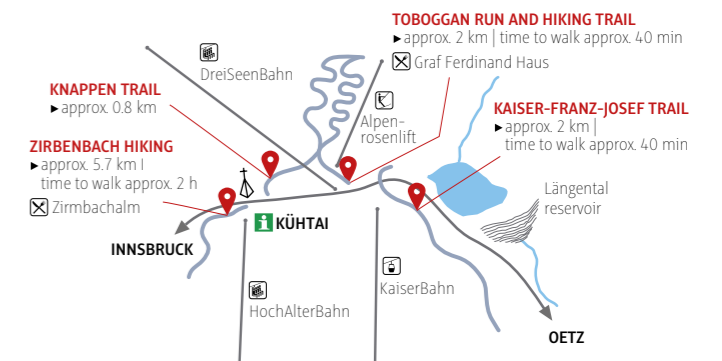 TOBOGGAN RUN AND HIKING TRAIL
►approx. 2 km | time to walk approx. 40 min
Graf Ferdinand Haus
DreiSeenBahn
KNAPPEN TRAIL
►approx. 0.8 km
Alpen-
rosenlift
KAISER-FRANZ-JOSEF TRAIL
►approx. 2 km |
time to walk approx. 40 min
ZIRBENBACH HIKING
►approx. 5.7 km I
time to walk approx. 2 h
Zirmbachalm
Längental
reservoir
i KÜHTAI
INNSBRUCK
KaiserBahn
HochAlterBahn
OETZ